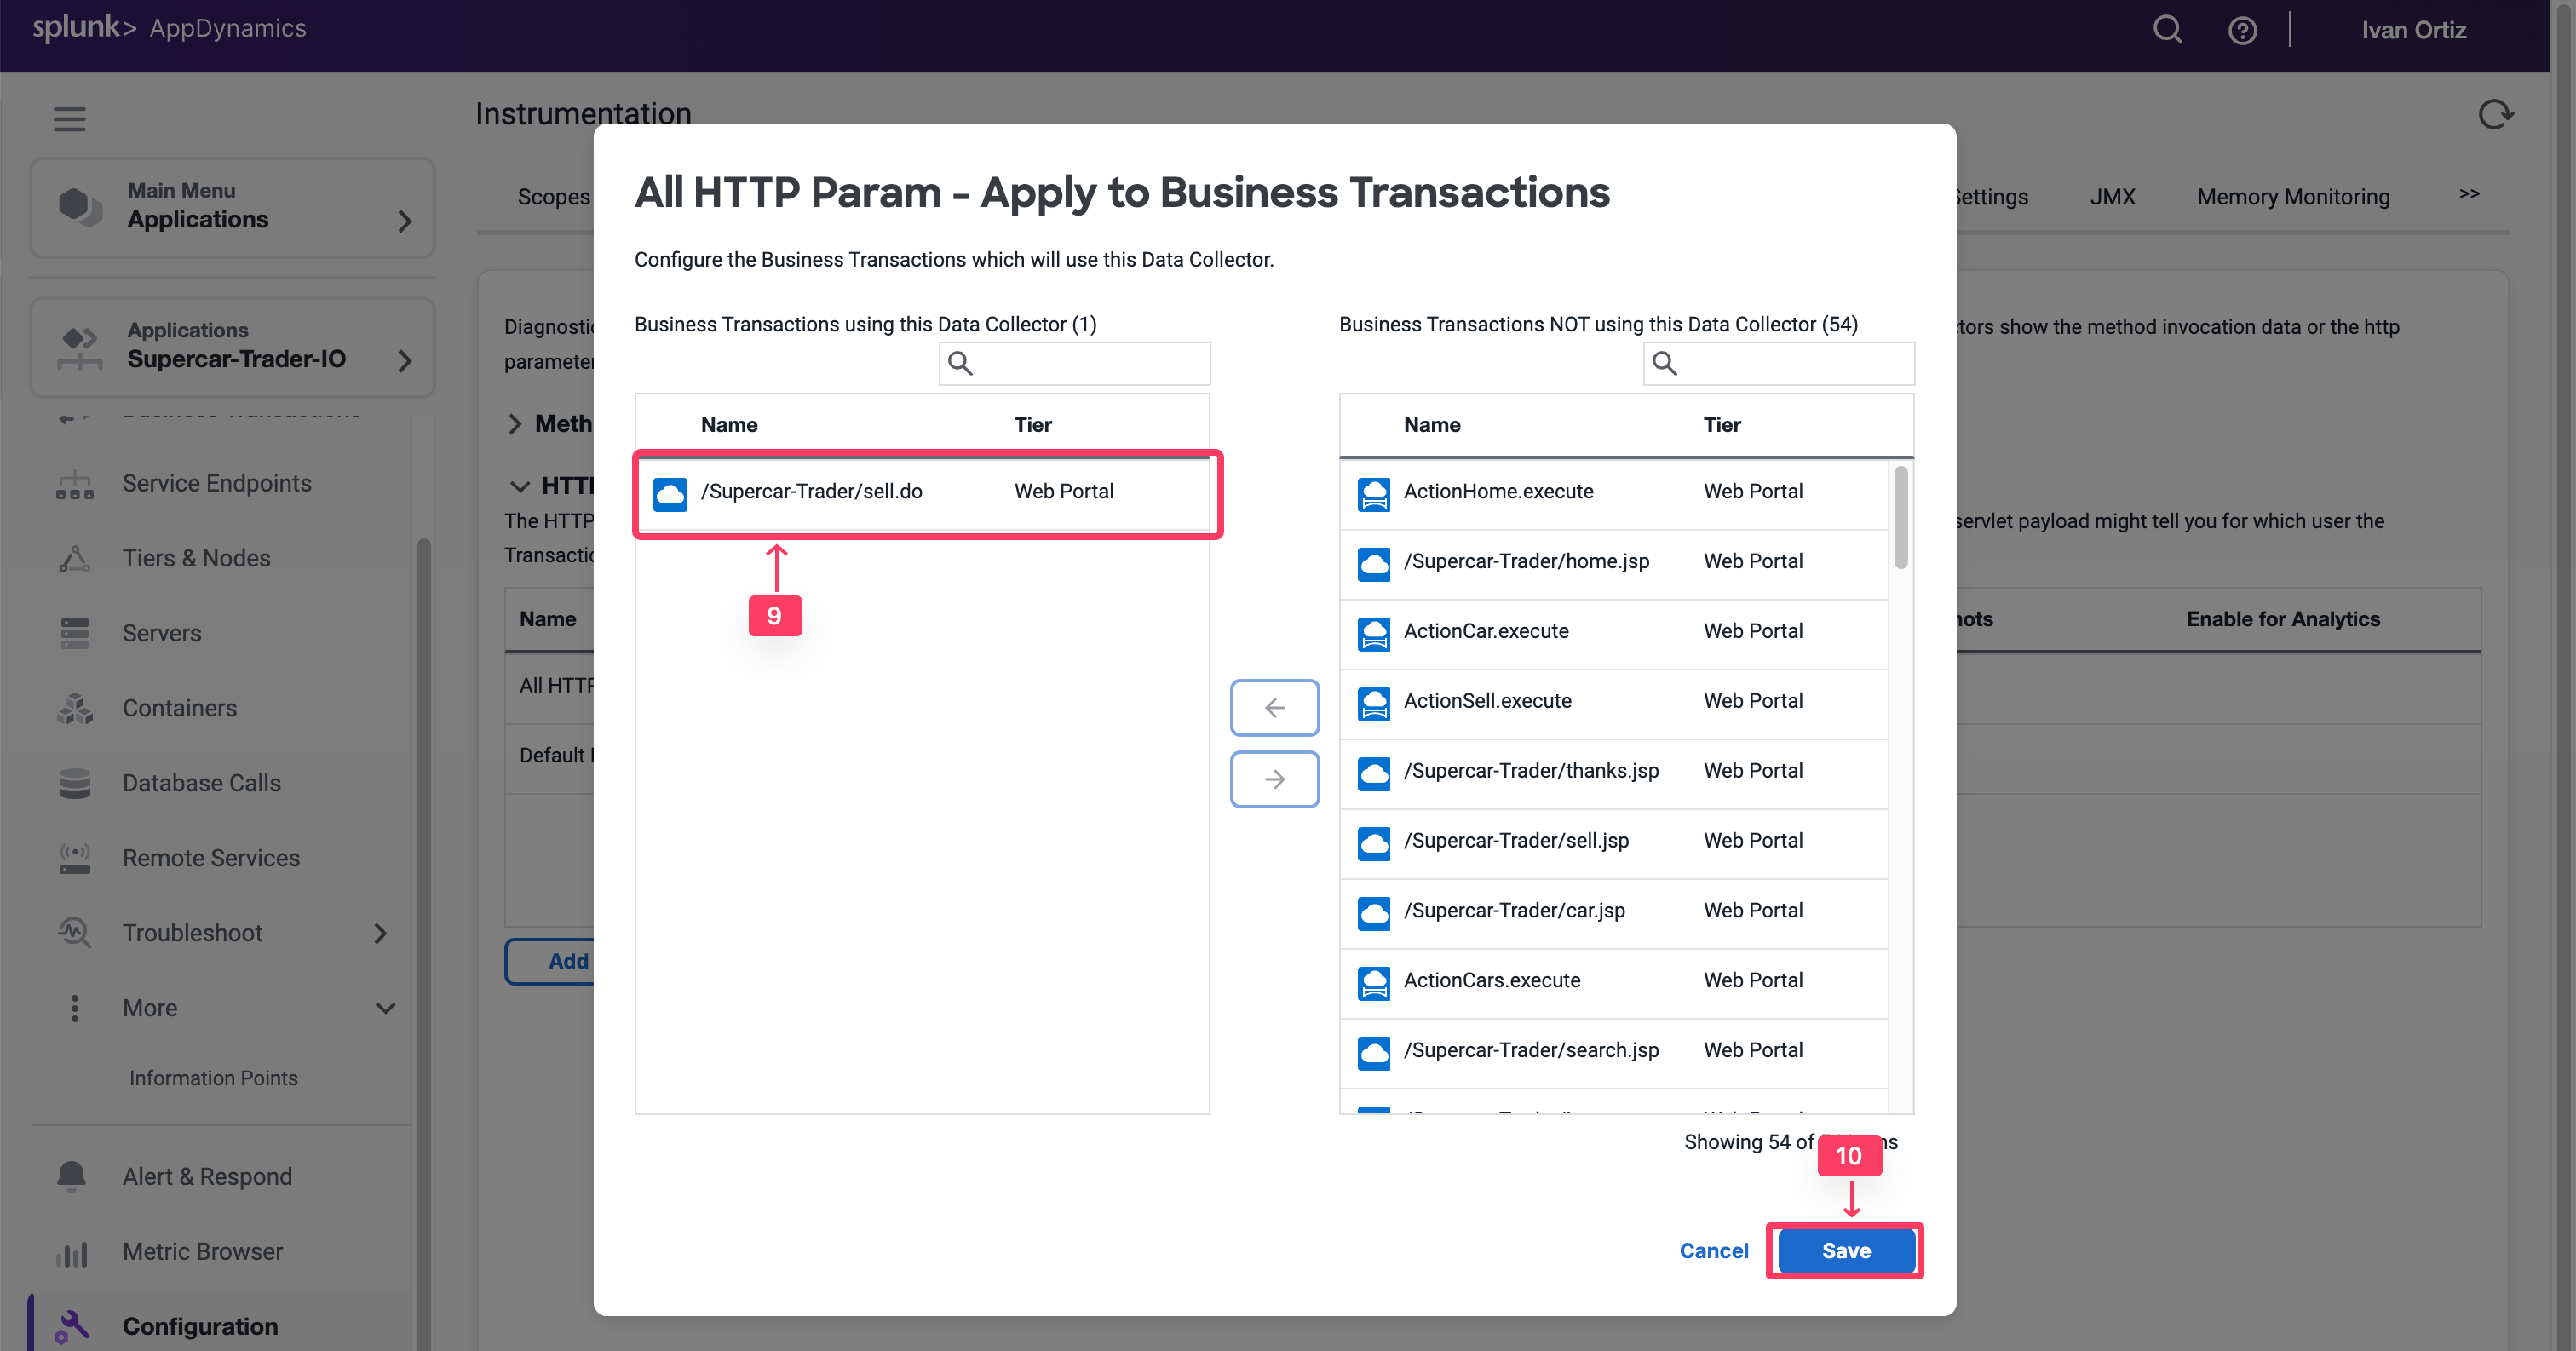 splunk> AppDynamics
Ivan Ortiz
Instrumentation
Main Menu
Applications
Applications
Supercar-Trader-IO
Service Endpoints
Tiers & Nodes
Servers
Containers
Database Calls
Remote Services
Troubleshoot
More
Information Points
Alert & Respond
Metric Browser
Configuration
Scopes
Settings
JMX
Memory Monitoring
>>
Diagnostic
parameter
tors show the method invocation data or the http
Meth
HTTP
The HTTP
Transactio
servlet payload might tell you for which user the
Name
hots
Enable for Analytics
All HTTP
Default
Add
All HTTP Param - Apply to Business Transactions
Configure the Business Transactions which will use this Data Collector.
Business Transactions using this Data Collector (1)
Name Tier
/Supercar-Trader/sell.do Web Portal
9
Business Transactions NOT using this Data Collector (54)
Name Tier
ActionHome.execute Web Portal
/Supercar-Trader/home.jsp Web Portal
ActionCar.execute Web Portal
ActionSell.execute Web Portal
/Supercar-Trader/thanks.jsp Web Portal
/Supercar-Trader/sell.jsp Web Portal
/Supercar-Trader/car.jsp Web Portal
ActionCars.execute Web Portal
/Supercar-Trader/search.jsp Web Portal
Showing 54 of
10
Cancel
Save